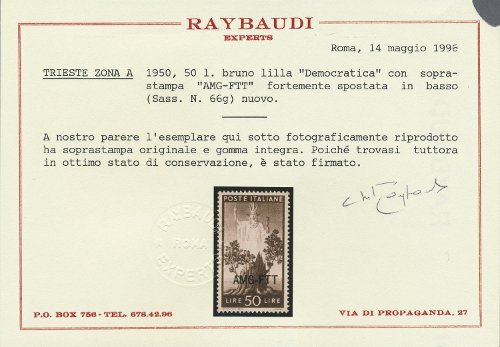 RAYBAUDI
EXPERTS
Roma, 14 maggio 1996
TRIESTE ZONA A 1950, 50 l. bruno lilla "Democratica" con sopra-
stampa "AMG-FTT" fortemente spostata in basso
(Sass. N. 66g) nuovo.
A nostro parere l'esemplare qui sotto fotograficamente riprodotto
ha soprastampa originale e gomma integra. Poiché trovasi tuttora
in ottimo stato di conservazione, è stato firmato.
RAYBAUDI
ROMA
EXPERTS
POSTE ITALIANE
AMG-FTT
LIRE 50 LIRE
P.O. BOX 756 - TEL. 678.42.96
VIA DI PROPAGANDA, 27